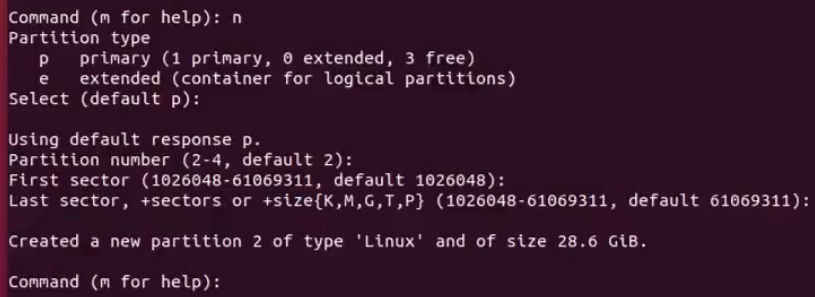 Command (m for help): n
Partition type
   p   primary (1 primary, 0 extended, 3 free)
   e   extended (container for logical partitions)
Select (default p):

Using default response p.
Partition number (2-4, default 2):
First sector (1026048-61069311, default 1026048):
Last sector, +sectors or +size{K,M,G,T,P} (1026048-61069311, default 61069311):

Created a new partition 2 of type 'Linux' and of size 28.6 GiB.

Command (m for help):